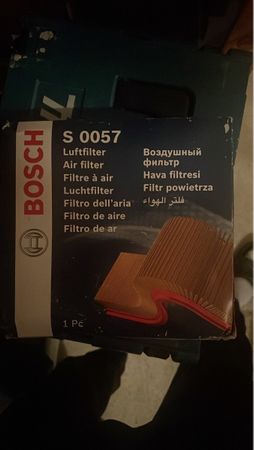 BOSCH
S 0057
Luftfilter
Air filter
Filtre à air
Luchtfilter
Filtro dell'aria
Filtro de aire
Filtro de ar
Воздушный
фильтр
Hava filtresi
Filtr powietrza
فلتر الهواء
1 Pc